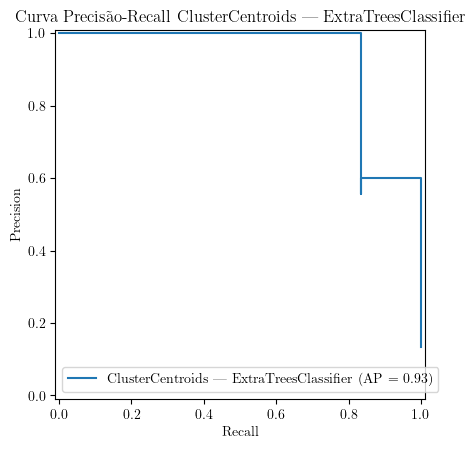 Curva Precisão-Recall ClusterCentroids — ExtraTreesClassifier
1.0
0.8
0.6
0.4
0.2
0.0
Precision
ClusterCentroids — ExtraTreesClassifier (AP = 0.93)
0.0 0.2 0.4 0.6 0.8 1.0
Recall